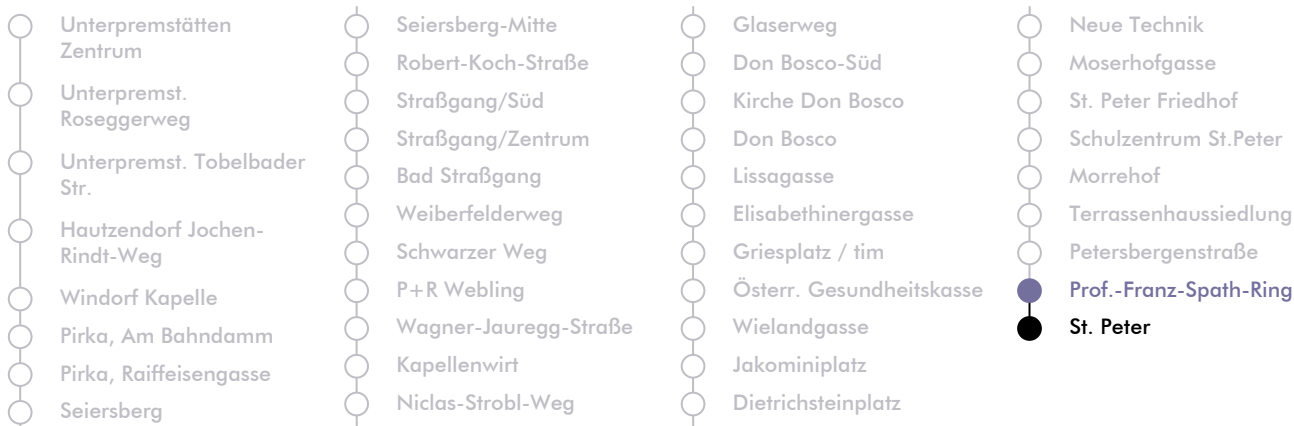 Unterpremstätten
Zentrum
Unterpremst.
Roseggerweg
Unterpremst. Tobelbader
Str.
Hautzendorf Jochen-
Rindt-Weg
Windorf Kapelle
Pirka, Am Bahndamm
Pirka, Raiffeisengasse
Seiersberg
Seiersberg-Mitte
Robert-Koch-Straße
Straßgang/Süd
Straßgang/Zentrum
Bad Straßgang
Weiberfelderweg
Schwarzer Weg
P+R Webling
Wagner-Jauregg-Straße
Kapellenwirt
Niclas-Strobl-Weg
Glaserweg
Don Bosco-Süd
Kirche Don Bosco
Don Bosco
Lissagasse
Elisabethinergasse
Griesplatz / tim
Österr. Gesundheitskasse
Wielandgasse
Jakominiplatz
Dietrichsteinplatz
Neue Technik
Moserhofgasse
St. Peter Friedhof
Schulzentrum St.Peter
Morrehof
Terrassenhaussiedlung
Petersbergenstraße
Prof.-Franz-Spath-Ring
St. Peter